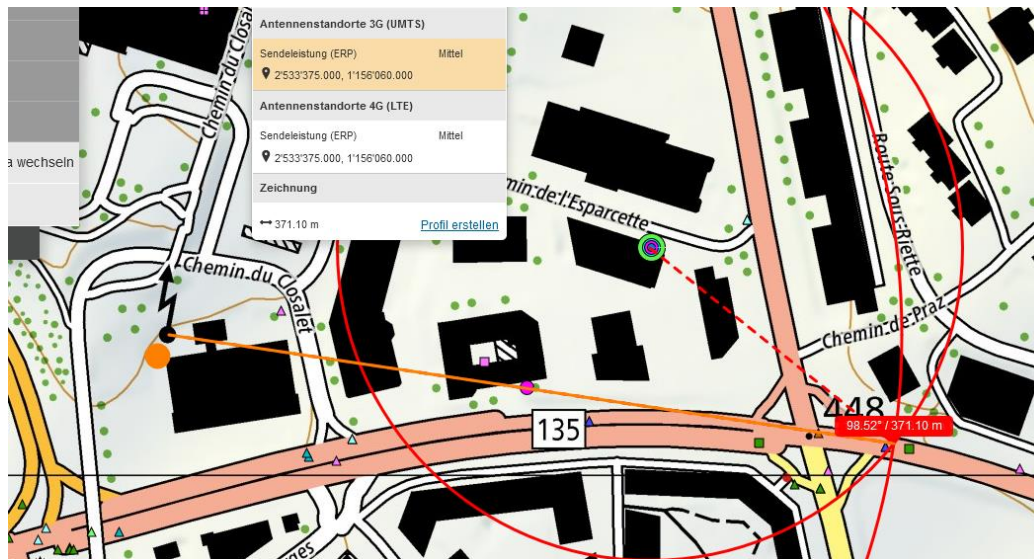 Antennenstandorte 3G (UMTS)
Sendeleistung (ERP) Mittel
2'533'375.000, 1'156'060.000
Antennenstandorte 4G (LTE)
Sendeleistung (ERP) Mittel
2'533'375.000, 1'156'060.000
Zeichnung
371.10 m Profil erstellen
a wechseln
Chemin du Closa
min de l'Esparcette
Route-Sous-Riette
Chemin du Closalet
Chemin de Praz
448
98.52° / 371.10 m
135
ges